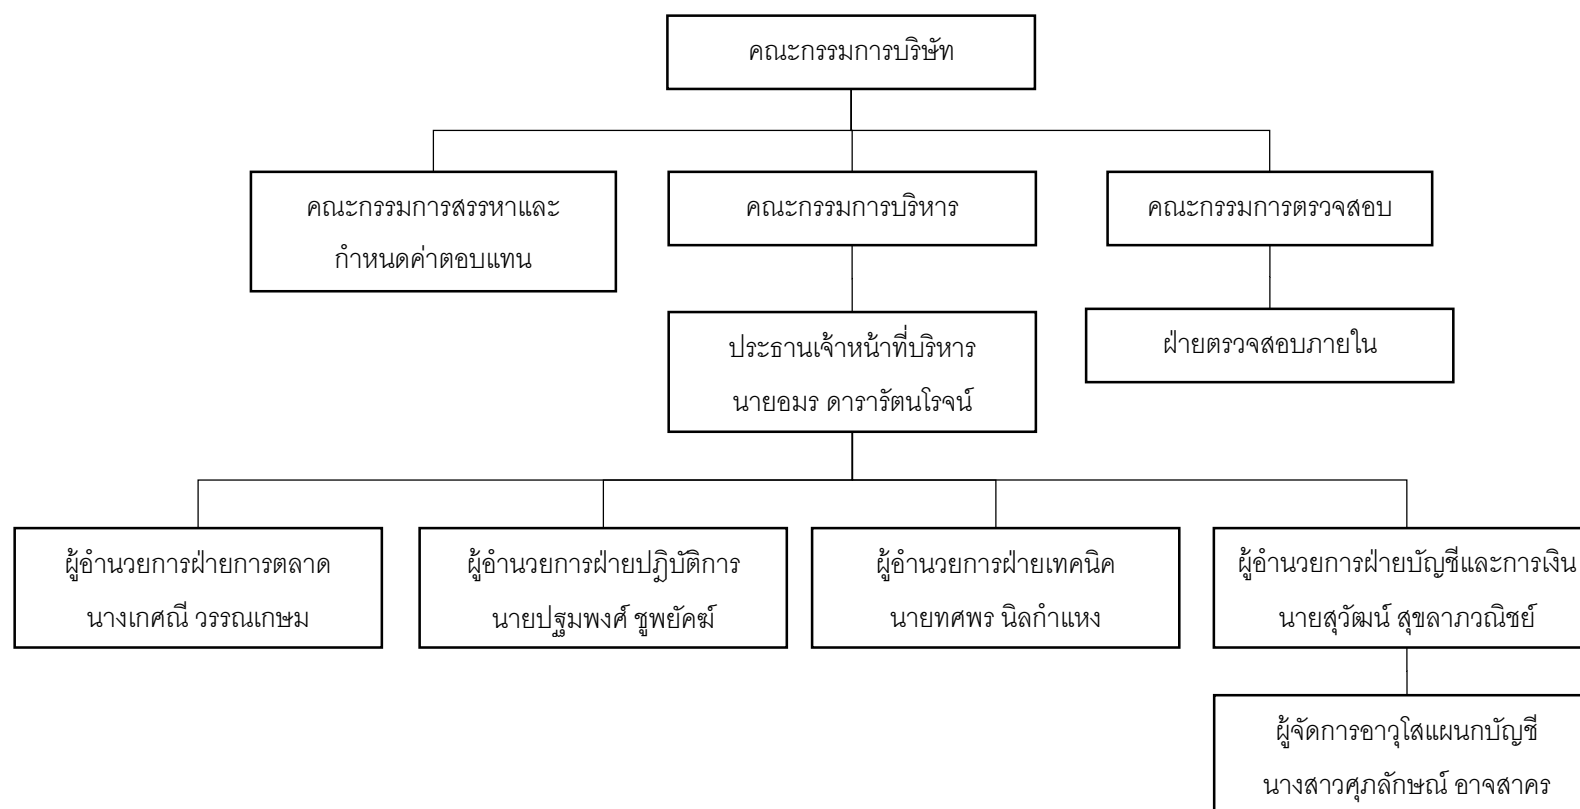 คณะกรรมการบริษัท
คณะกรรมการสรรหาและ
กำหนดค่าตอบแทน
คณะกรรมการบริหาร
คณะกรรมการตรวจสอบ
ประธานเจ้าหน้าที่บริหาร
นายอมร ดารารัตนโรจน์
ฝ่ายตรวจสอบภายใน
ผู้อำนวยการฝ่ายการตลาด
นางเกศณี วรรณเกษม
ผู้อำนวยการฝ่ายปฏิบัติการ
นายปฐมพงศ์ ชูพยัคฆ์
ผู้อำนวยการฝ่ายเทคนิค
นายทศพร นิลกำแหง
ผู้อำนวยการฝ่ายบัญชีและการเงิน
นายสุวัฒน์ สุขลาภวณิชย์
ผู้จัดการอาวุโสแผนกบัญชี
นางสาวศุภลักษณ์ อาจสาคร